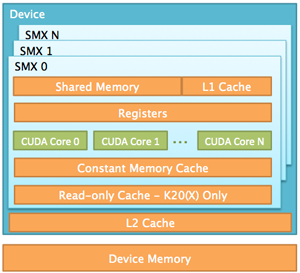 Device
SMX N
SMX 1
SMX 0
Shared Memory
L1 Cache
Registers
CUDA Core 0
CUDA Core 1
...
CUDA Core N
Constant Memory Cache
Read-only Cache - K20(X) Only
L2 Cache
Device Memory